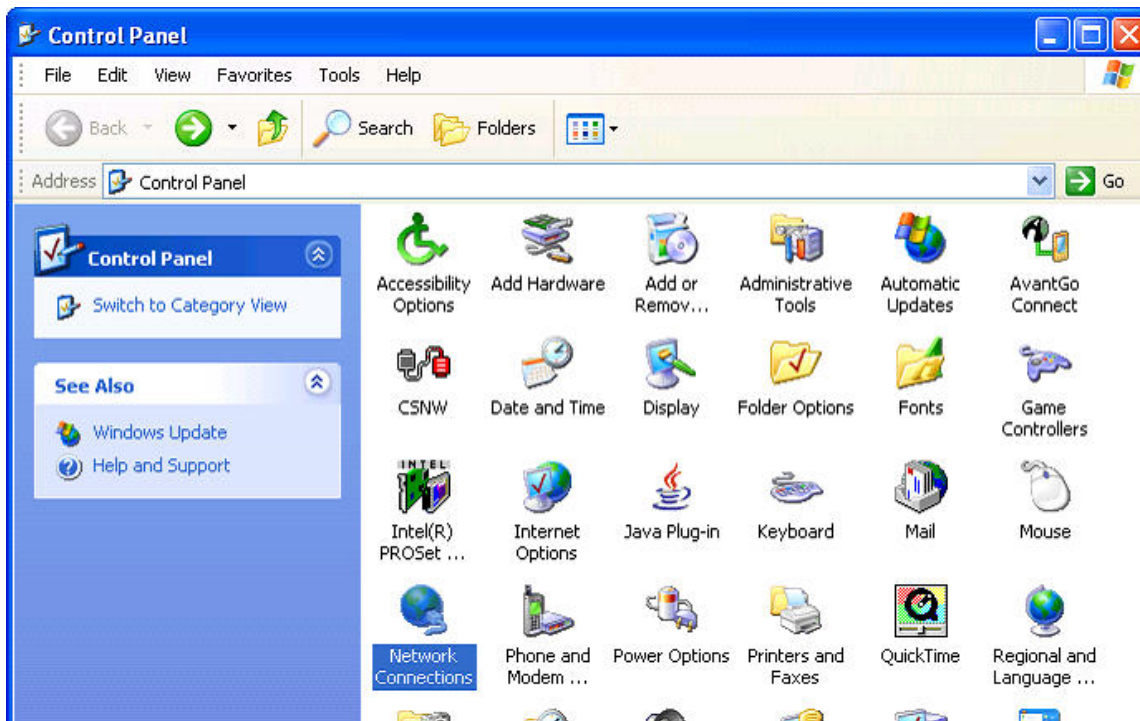 Control Panel
File Edit View Favorites Tools Help
Back Search Folders
Address Control Panel Go
Control Panel
Switch to Category View
See Also
Windows Update
Help and Support
Accessibility Options
Add Hardware
Add or Remov...
Administrative Tools
Automatic Updates
AvantGo Connect
CSNW
Date and Time
Display
Folder Options
Fonts
Game Controllers
INTEL
Intel(R) PROSet ...
Internet Options
Java Plug-in
Keyboard
Mail
Mouse
Network Connections
Phone and Modem ...
Power Options
Printers and Faxes
QuickTime
Regional and Language ...